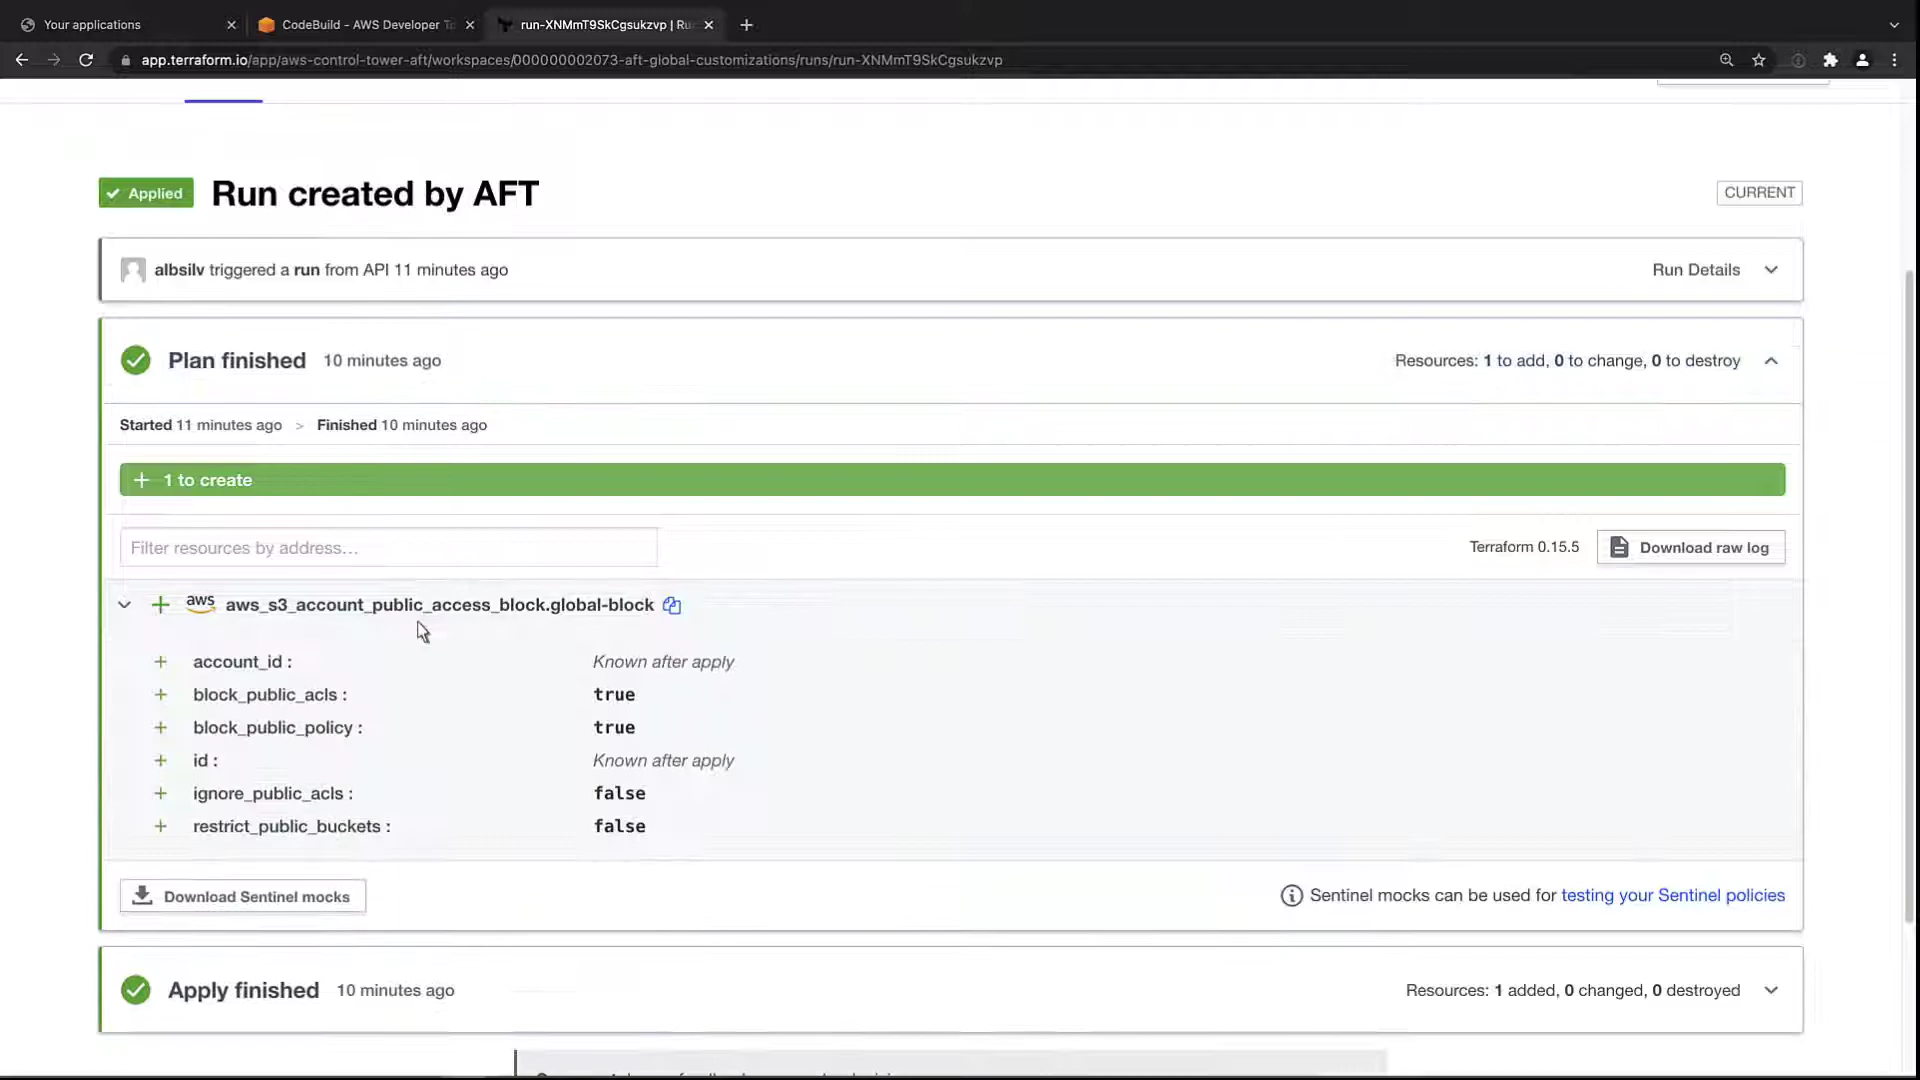 Your applications
CodeBuild - AWS Developer To
run-XNMmT9SkCgsukzvp | Ru
app.terraform.io/app/aws-control-tower-aft/workspaces/000000002073-aft-global-customizations/runs/run-XNMmT9SkCgsukzvp
Applied
Run created by AFT
CURRENT
albsilv triggered a run from API 11 minutes ago
Run Details
Plan finished 10 minutes ago
Resources: 1 to add, 0 to change, 0 to destroy
Started 11 minutes ago > Finished 10 minutes ago
+ 1 to create
Filter resources by address...
Terraform 0.15.5
Download raw log
+ aws aws_s3_account_public_access_block.global-block
+ account_id : Known after apply
+ block_public_acls : true
+ block_public_policy : true
+ id : Known after apply
+ ignore_public_acls : false
+ restrict_public_buckets : false
Download Sentinel mocks
Sentinel mocks can be used for testing your Sentinel policies
Apply finished 10 minutes ago
Resources: 1 added, 0 changed, 0 destroyed